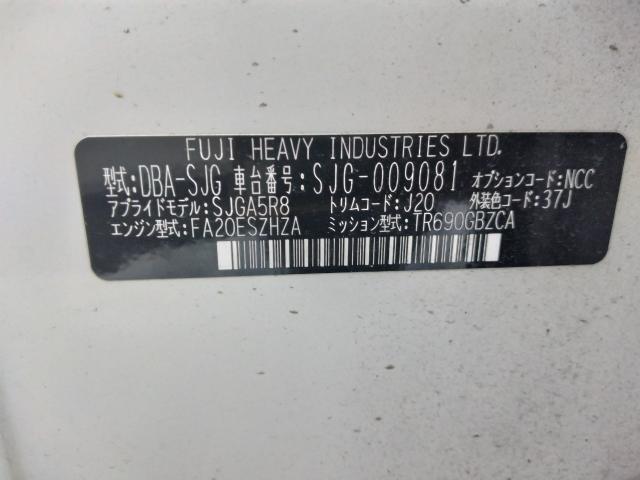 FUJI HEAVY INDUSTRIES LTD.
型式:DBA-SJG 車台番号:SJG-009081 オプションコード:NCC
アプライドモデル:SJGA5R8 トリムコード:J20 外装色コード:37J
エンジン型式:FA20ESZHZA ミッション型式:TR690GBZCA